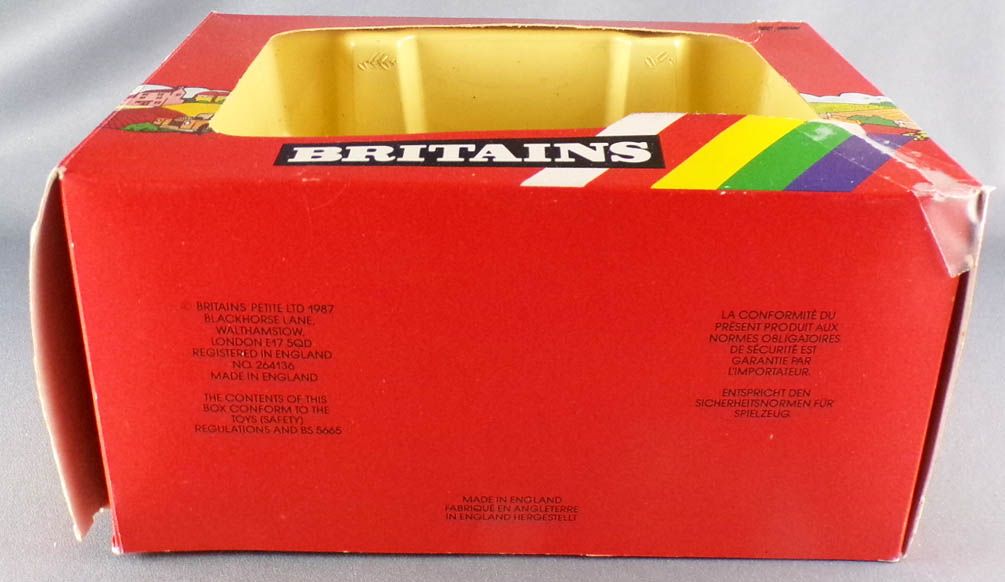 BRITAINS
© BRITAINS PETITE LTD 1987
BLACKHORSE LANE,
WALTHAMSTOW,
LONDON E17 5QD
REGISTERED IN ENGLAND
NO. 264136
MADE IN ENGLAND
THE CONTENTS OF THIS
BOX CONFORM TO THE
TOYS (SAFETY)
REGULATIONS AND BS 5665
LA CONFORMITÉ DU
PRÉSENT PRODUIT AUX
NORMES OBLIGATOIRES
DE SÉCURITÉ EST
GARANTIE PAR
L'IMPORTATEUR.
ENTSPRICHT DEN
SICHERHEITSNORMEN FÜR
SPIELZEUG.
MADE IN ENGLAND
FABRIQUÉ EN ANGLETERRE
IN ENGLAND HERGESTELLT